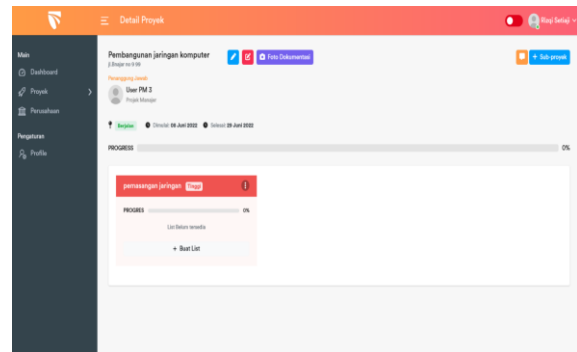 Detail Proyek
Rizqi Setiaji
Main
Dashboard
Proyek
Perusahaan
Pengaturan
Profile
Pembangunan jaringan komputer
Foto Dokumentasi
+ Sub-proyek
Penanggung Jawab
User PM 3
Projek Manajer
Berjalan
Dimulai: 06 Juni 2022
Selesai: 29 Juni 2022
PROGRESS
0%
pemasangan jaringan Tinggi
PROGRES
0%
List Belum tersedia
+ Buat List